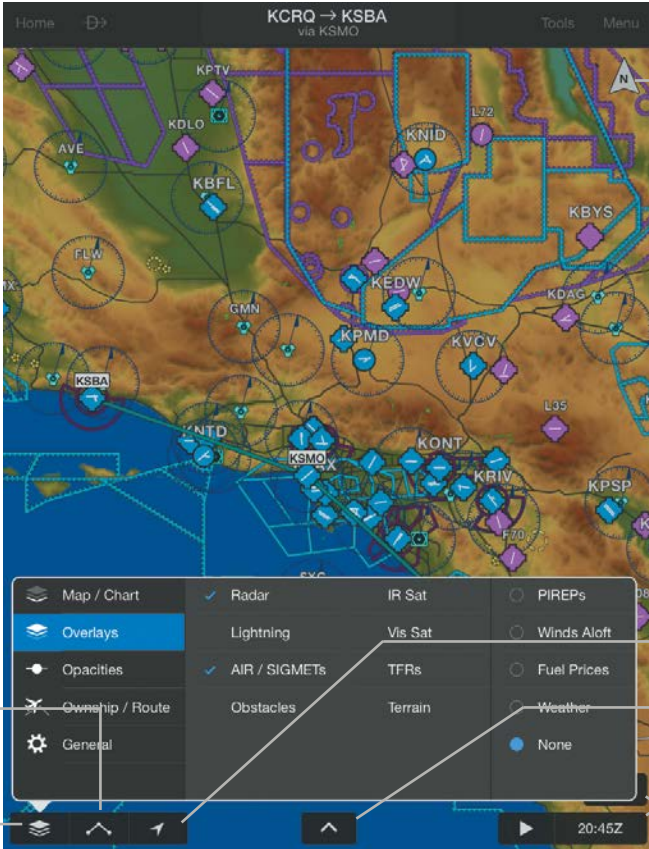 Home
KCRQ → KSBA
via KSMO
Tools
Menu
N
KPTV
KDLO
L72
AVE
KNID
KBFL
KBYS
FLW
KEDW
GMN
KDAG
KPMD
KVCV
KSBA
L35
KNTD
KONT
KSMO
KRIV
KPSP
F70
Map / Chart
Radar
IR Sat
PIREPs
Overlays
Lightning
Vis Sat
Winds Aloft
Opacities
AIR / SIGMETs
TFRs
Fuel Prices
Ownship / Route
Obstacles
Terrain
Weather
General
None
20:45Z